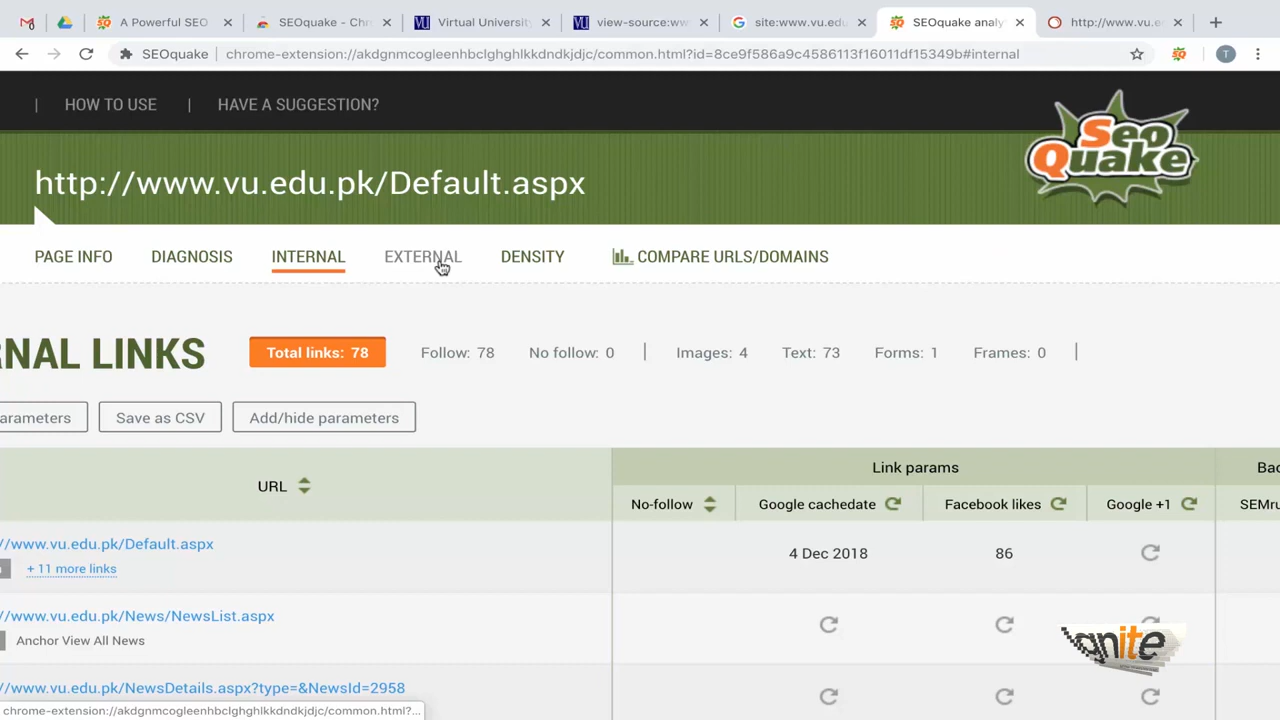 A Powerful SEO
SEOquake - Chr
Virtual Universit
view-source:ww
site:www.vu.edu
SEOquake analy
http://www.vu.e
SEOquake
chrome-extension://akdgnmcogleenhbclghghlkkdndkjdjc/common.html?id=8ce9f586a9c4586113f16011df15349b#internal
T
HOW TO USE | HAVE A SUGGESTION?
Seo
Quake
http://www.vu.edu.pk/Default.aspx
PAGE INFO DIAGNOSIS INTERNAL EXTERNAL DENSITY COMPARE URLS/DOMAINS
RNAL LINKS Total links: 78 Follow: 78 No follow: 0 | Images: 4 Text: 73 Forms: 1 Frames: 0 |
arameters Save as CSV Add/hide parameters
Link params Bac
URL
No-follow Google cachedate Facebook likes Google +1 SEMru
//www.vu.edu.pk/Default.aspx
4 Dec 2018 86
+ 11 more links
//www.vu.edu.pk/News/NewsList.aspx
Anchor View All News
ignite
//www.vu.edu.pk/NewsDetails.aspx?type=&NewsId=2958
chrome-extension://akdgnmcogleenhbclghghlkkdndkjdjc/common.html?...